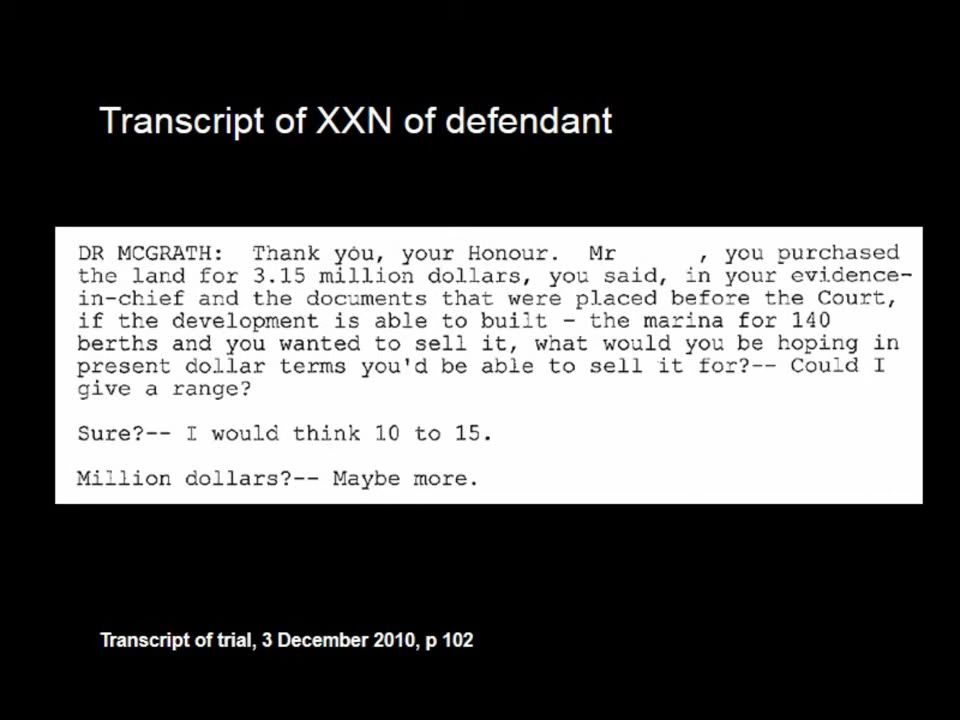 Transcript of XXN of defendant
DR MCGRATH: Thank you, your Honour. Mr , you purchased
the land for 3.15 million dollars, you said, in your evidence-
in-chief and the documents that were placed before the Court,
if the development is able to built - the marina for 140
berths and you wanted to sell it, what would you be hoping in
present dollar terms you'd be able to sell it for?-- Could I
give a range?
Sure?-- I would think 10 to 15.
Million dollars?-- Maybe more.
Transcript of trial, 3 December 2010, p 102